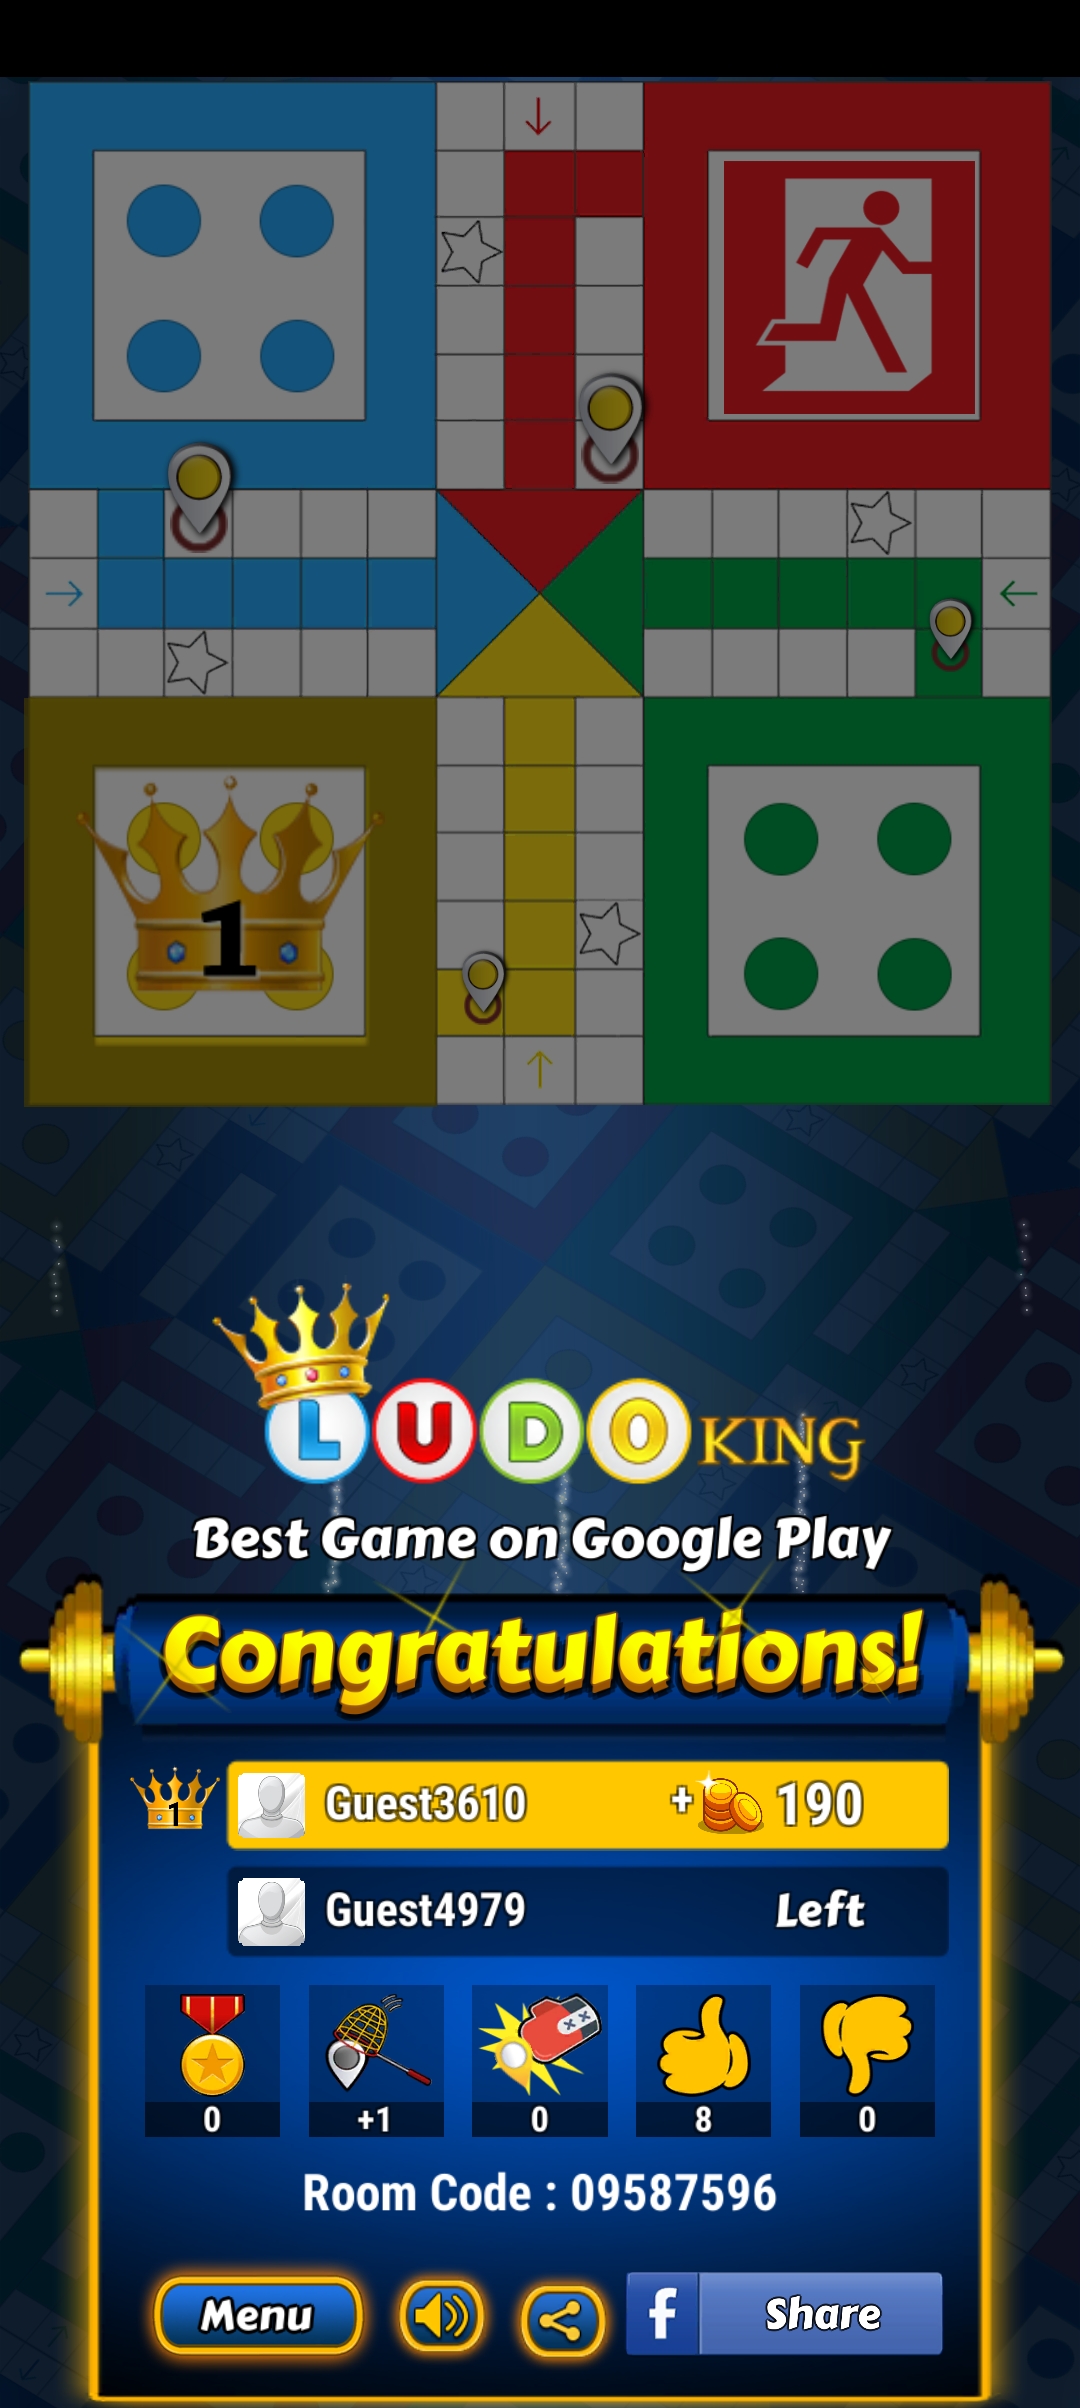 1
LUDO KING
Best Game on Google Play
Congratulations!
1 Guest3610 + 190
Guest4979 Left
0 +1 0 8 0
Room Code : 09587596
Menu f Share